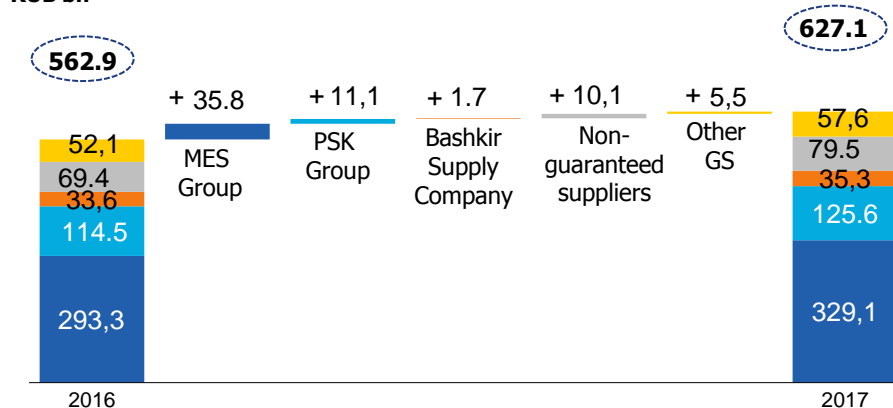 562.9
627.1
+ 35.8
+ 11,1
+ 1.7
+ 10,1
+ 5,5
MES
Group
PSK
Group
Bashkir
Supply
Company
Non-
guaranteed
suppliers
Other
GS
52,1
69.4
33,6
114.5
293,3
57,6
79.5
35,3
125.6
329,1
2016
2017